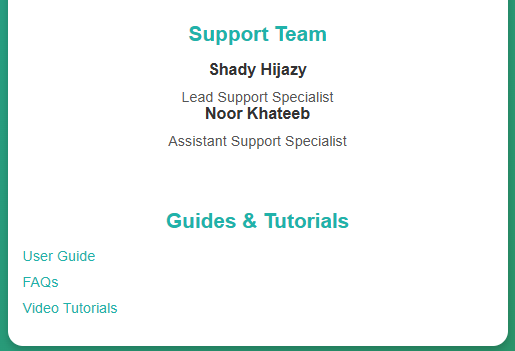 Support Team
Shady Hijazy
Lead Support Specialist
Noor Khateeb
Assistant Support Specialist
Guides & Tutorials
User Guide
FAQs
Video Tutorials